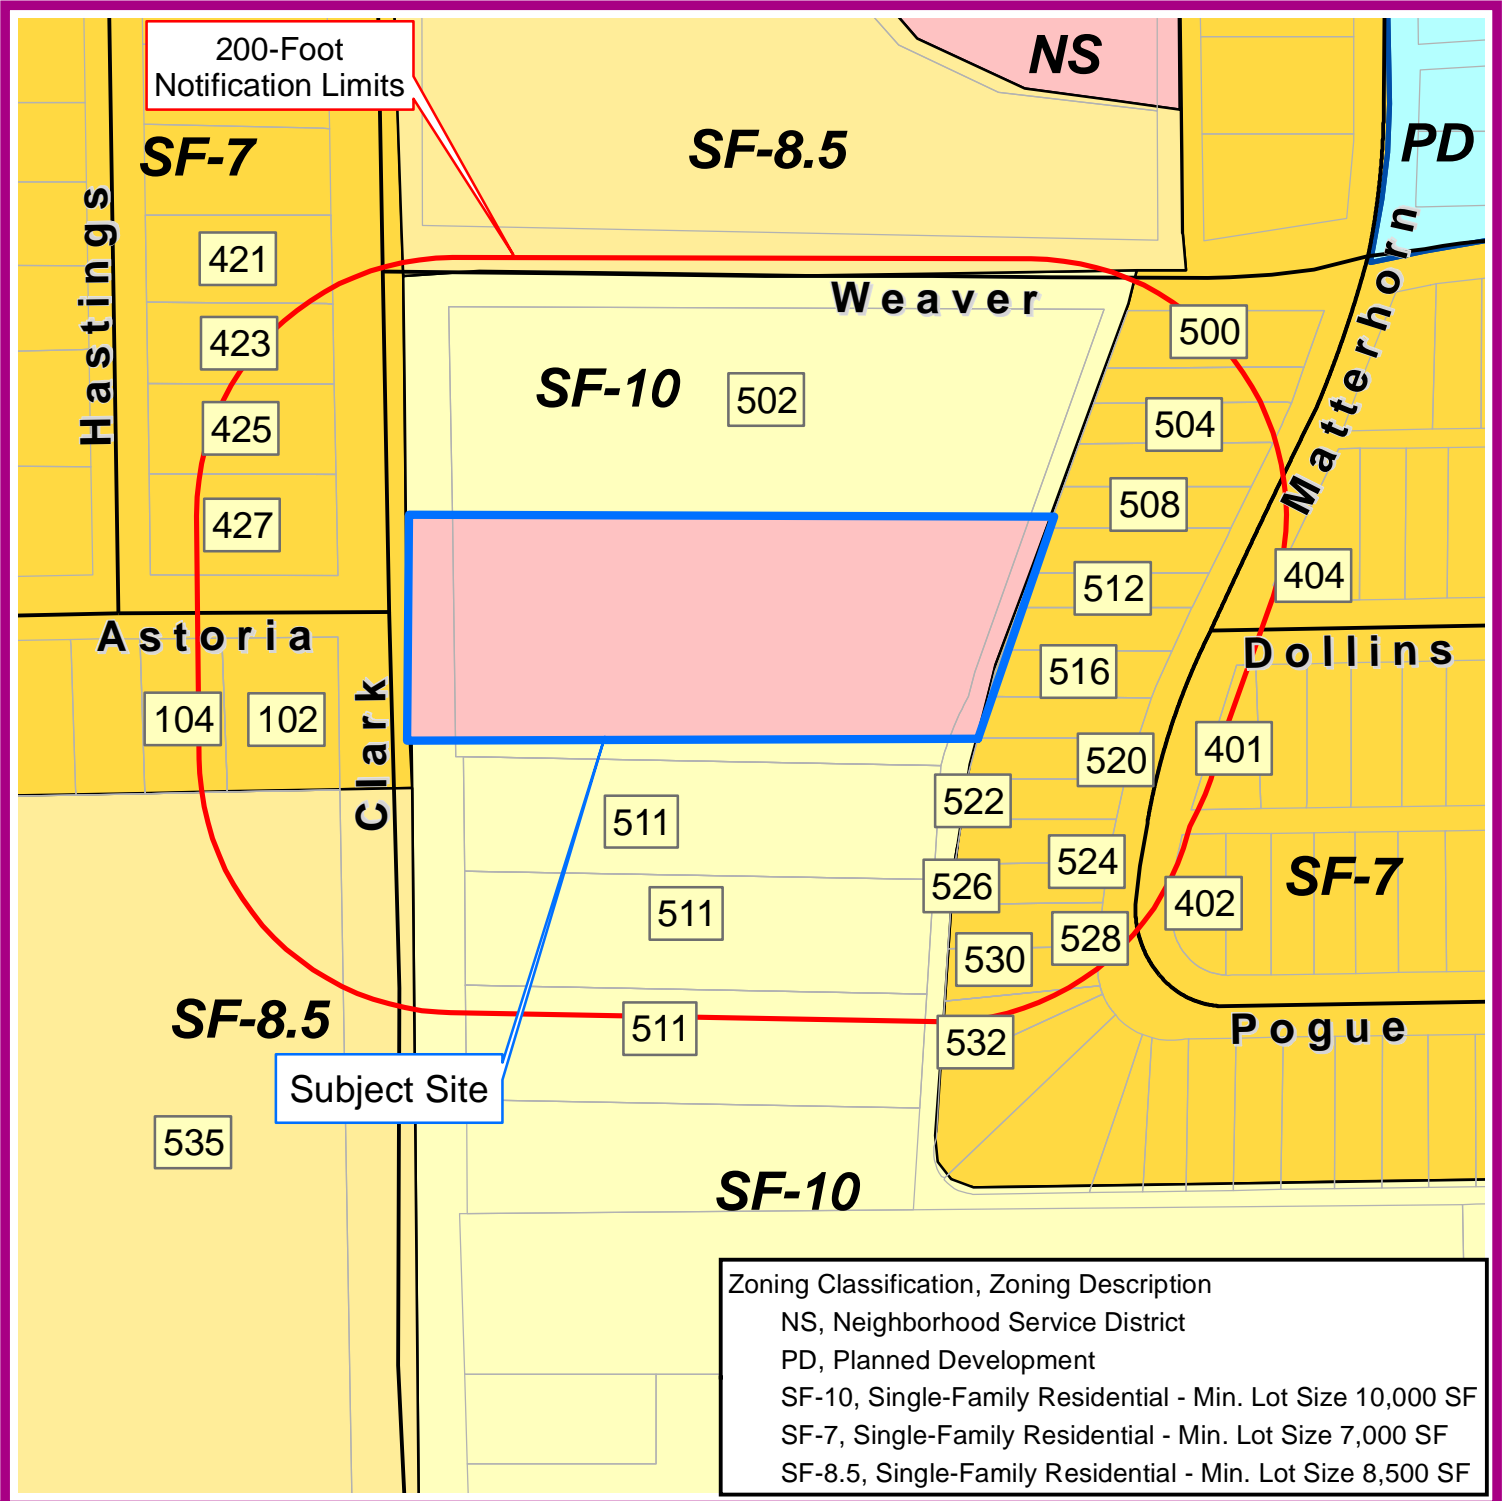 200-Foot
Notification Limits
NS
SF-7
SF-8.5
PD
Hastings
421
Weaver
Matterhorn
423
500
SF-10
502
425
504
427
508
512
404
Astoria
Dollins
516
104
102
Clark
401
520
522
511
524
SF-7
526
402
511
528
530
SF-8.5
511
532
Pogue
Subject Site
535
SF-10
Zoning Classification, Zoning Description
NS, Neighborhood Service District
PD, Planned Development
SF-10, Single-Family Residential - Min. Lot Size 10,000 SF
SF-7, Single-Family Residential - Min. Lot Size 7,000 SF
SF-8.5, Single-Family Residential - Min. Lot Size 8,500 SF